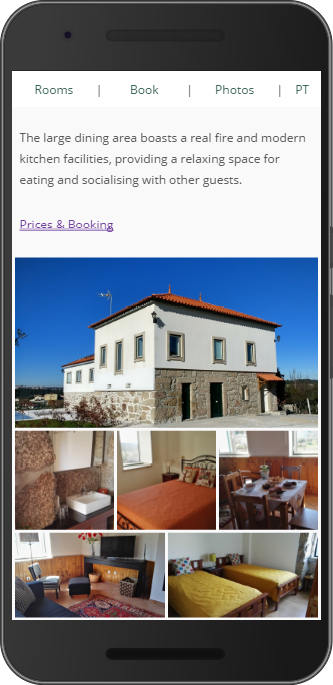 Rooms | Book | Photos | PT
The large dining area boasts a real fire and modern
kitchen facilities, providing a relaxing space for
eating and socialising with other guests.
Prices & Booking